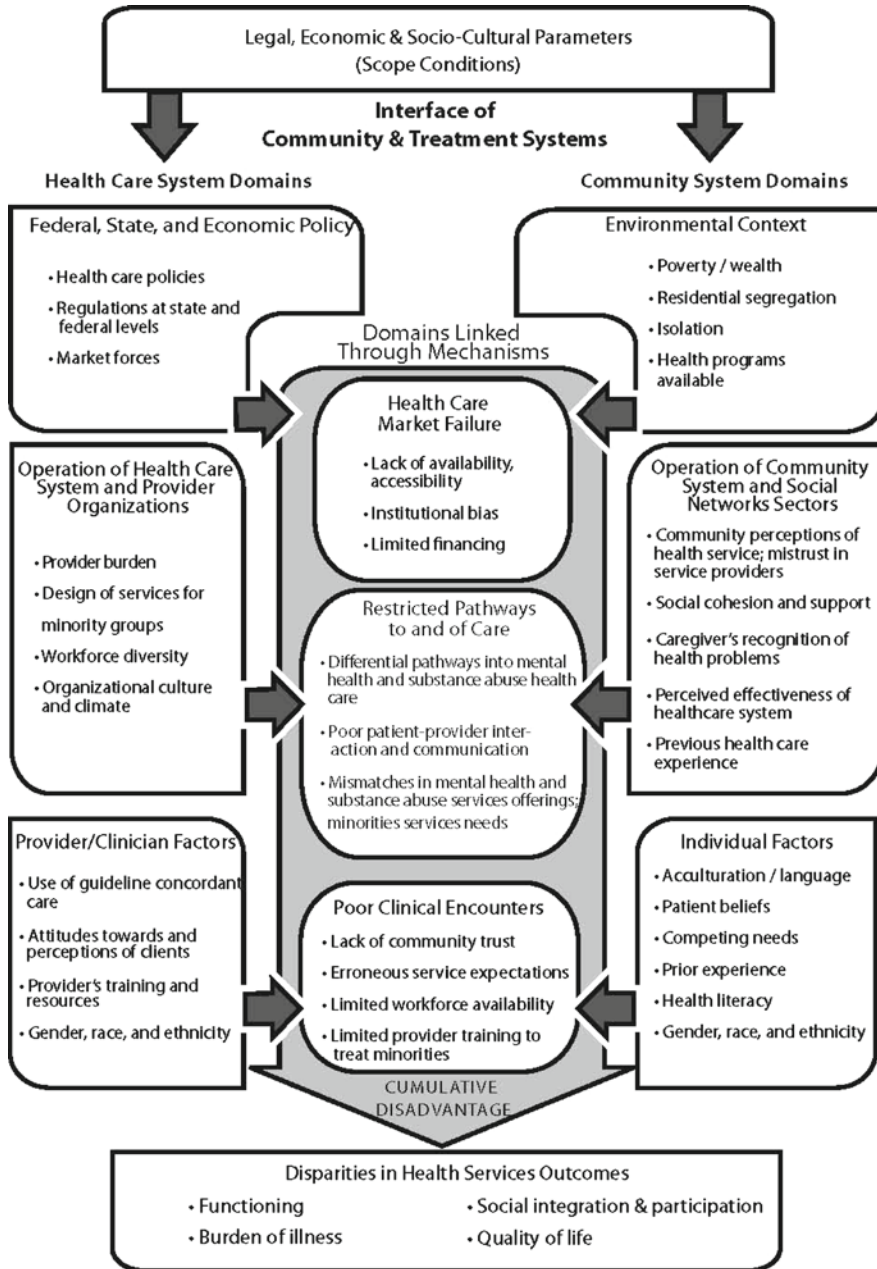 Legal, Economic & Socio-Cultural Parameters
(Scope Conditions)
Interface of
Community & Treatment Systems
Health Care System Domains
Community System Domains
Federal, State, and Economic Policy
• Health care policies
• Regulations at state and
federal levels
• Market forces
Environmental Context
• Poverty / wealth
• Residential segregation
• Isolation
• Health programs
available
Domains Linked
Through Mechanisms
Health Care
Market Failure
• Lack of availability,
accessibility
• Institutional bias
• Limited financing
Operation of Health Care
System and Provider
Organizations
• Provider burden
• Design of services for
minority groups
• Workforce diversity
• Organizational culture
and climate
Restricted Pathways
to and of Care
• Differential pathways into mental
health and substance abuse health
care
• Poor patient-provider inter-
action and communication
• Mismatches in mental health and
substance abuse services offerings;
minorities services needs
Operation of Community
System and Social
Networks Sectors
• Community perceptions of
health service; mistrust in
service providers
• Social cohesion and support
• Caregiver's recognition of
health problems
• Perceived effectiveness of
healthcare system
• Previous health care
experience
Provider/Clinician Factors
• Use of guideline concordant
care
• Attitudes towards and
perceptions of clients
• Provider's training and
resources
• Gender, race, and ethnicity
Poor Clinical Encounters
• Lack of community trust
• Erroneous service expectations
• Limited workforce availability
• Limited provider training to
treat minorities
Individual Factors
• Acculturation / language
• Patient beliefs
• Competing needs
• Prior experience
• Health literacy
• Gender, race, and ethnicity
CUMULATIVE
DISADVANTAGE
Disparities in Health Services Outcomes
• Functioning
• Burden of illness
• Social integration & participation
• Quality of life